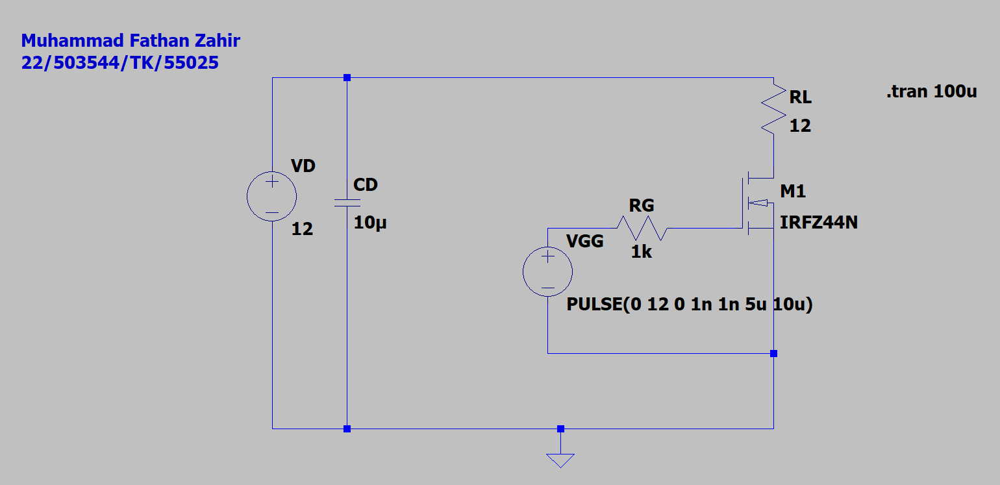 Muhammad Fathan Zahir
22/503544/TK/55025
.tran 100u
RL
12
VD
12
CD
10µ
M1
IRFZ44N
RG
1k
VGG
PULSE(0 12 0 1n 1n 5u 10u)